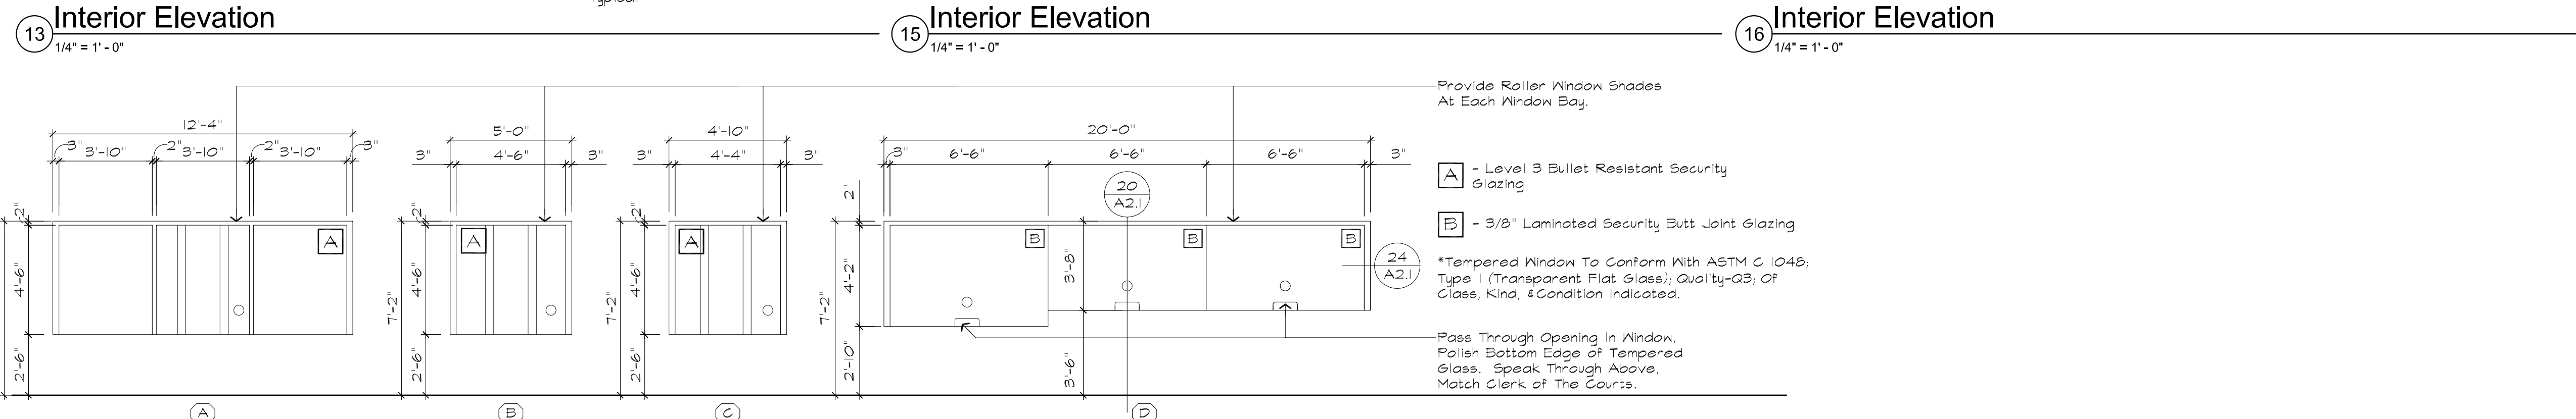 Typical
13 Interior Elevation
1/4" = 1' - 0"
15 Interior Elevation
1/4" = 1' - 0"
16 Interior Elevation
1/4" = 1' - 0"
Provide Roller Window Shades
At Each Window Bay.
12'-4"
3" 3'-10" 2" 3'-10" 2" 3'-10" 3"
2"
4'-6"
2'-6"
A
A
5'-0"
3" 4'-6" 3"
2"
4'-6"
7'-2"
2'-6"
A
B
4'-10"
3" 4'-4" 3"
2"
4'-6"
7'-2"
2'-6"
A
C
20'-0"
3" 6'-6" 6'-6" 6'-6" 3"
2"
4'-2"
7'-2"
2'-10"
3'-8"
3'-6"
20
A2.1
B
B
B
24
A2.1
D
A - Level 3 Bullet Resistant Security
Glazing
B - 3/8" Laminated Security Butt Joint Glazing
*Tempered Window To Conform With ASTM C 1048;
Type 1 (Transparent Flat Glass); Quality-Q3; Of
Class, Kind, &Condition Indicated.
Pass Through Opening In Window,
Polish Bottom Edge of Tempered
Glass. Speak Through Above,
Match Clerk of The Courts.